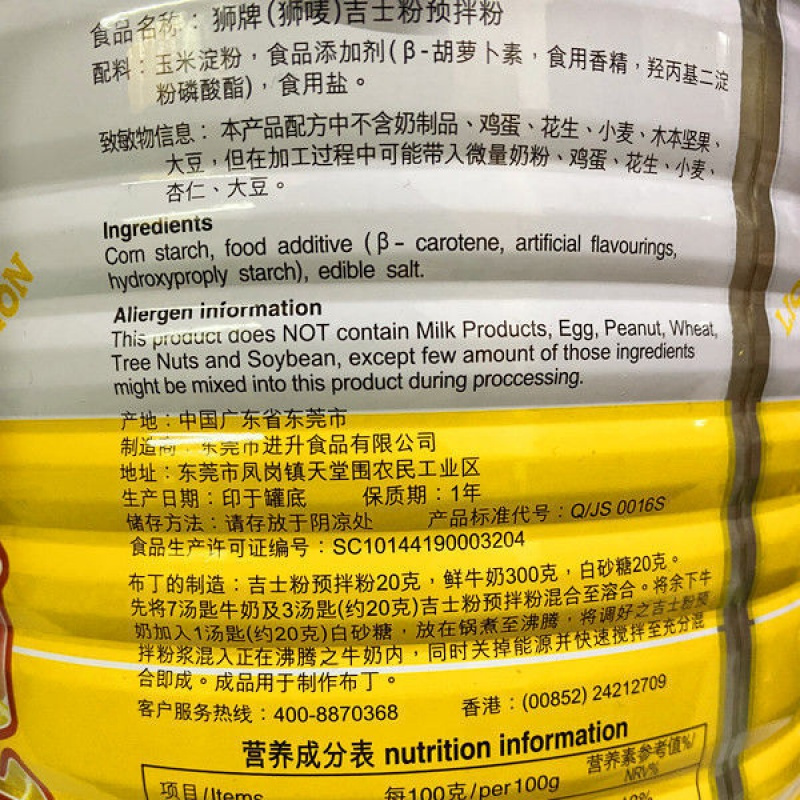 食品名称：狮牌(狮唛)吉士粉预拌粉
配料：玉米淀粉，食品添加剂(β-胡萝卜素，食用香精，羟丙基二淀
粉磷酸酯)，食用盐。
致敏物信息：本产品配方中不含奶制品、鸡蛋、花生、小麦、木本坚果、
大豆，但在加工过程中可能带入微量奶粉、鸡蛋、花生、小麦、
杏仁、大豆。
Ingredients
Corn starch, food additive (β- carotene, artificial flavourings,
hydroxyproply starch), edible salt.
Allergen information
This product does NOT contain Milk Products, Egg, Peanut, Wheat,
Tree Nuts and Soybean, except few amount of those ingredients
might be mixed into this product during proccessing.
产地：中国广东省东莞市
制造商：东莞市进升食品有限公司
地址：东莞市凤岗镇天堂围农民工业区
生产日期：印于罐底 保质期：1年
储存方法：请存放于阴凉处 产品标准代号：Q/JS 0016S
食品生产许可证编号：SC10144190003204
布丁的制造：吉士粉预拌粉20克，鲜牛奶300克，白砂糖20克。
先将7汤匙牛奶及3汤匙(约20克)吉士粉预拌粉混合至溶合。将余下牛
奶加入1汤匙(约20克)白砂糖，放在锅煮至沸腾，将调好之吉士粉预
拌粉浆混入正在沸腾之牛奶内，同时关掉能源并快速搅拌至充分混
合即成。成品用于制作布丁。
客户服务热线：400-8870368 香港：(00852) 24212709
营养成分表 nutrition information
项目/Items 每100克/per100g 营养素参考值%/
NRV%